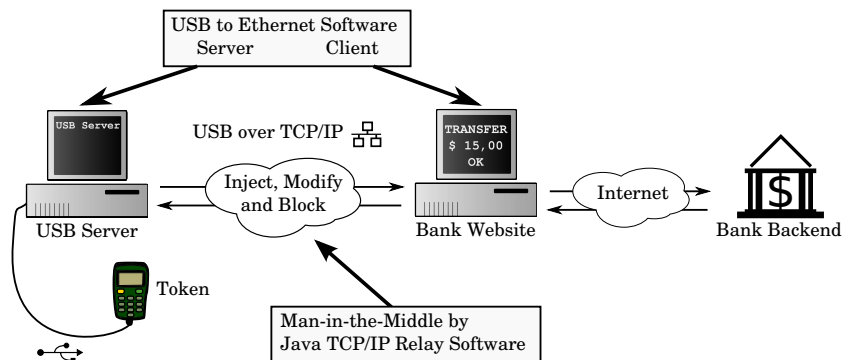 USB to Ethernet Software
Server Client
USB Server
USB over TCP/IP
TRANSFER
$ 15,00
OK
Inject, Modify
and Block
Internet
$
USB Server
Bank Website
Bank Backend
Token
Man-in-the-Middle by
Java TCP/IP Relay Software